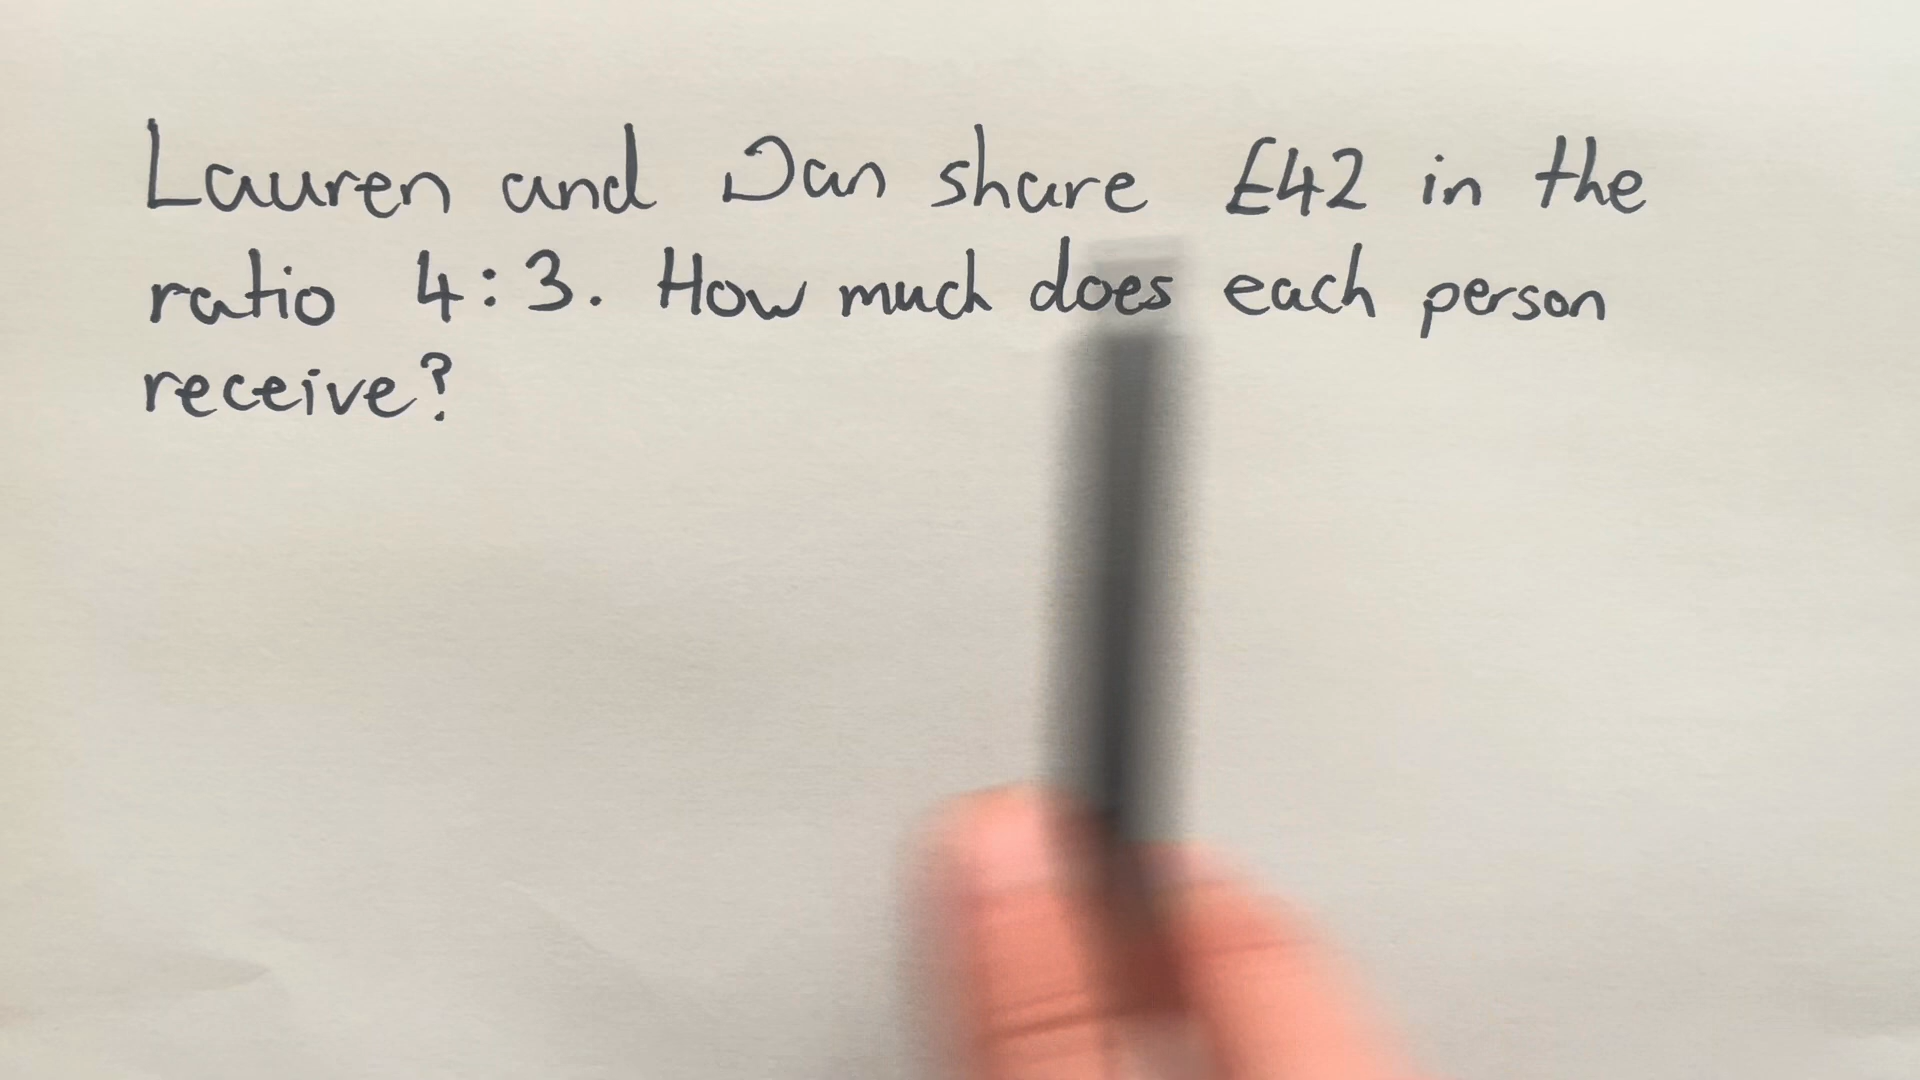 Lauren and Dan share £42 in the
ratio 4:3. How much does each person
receive?